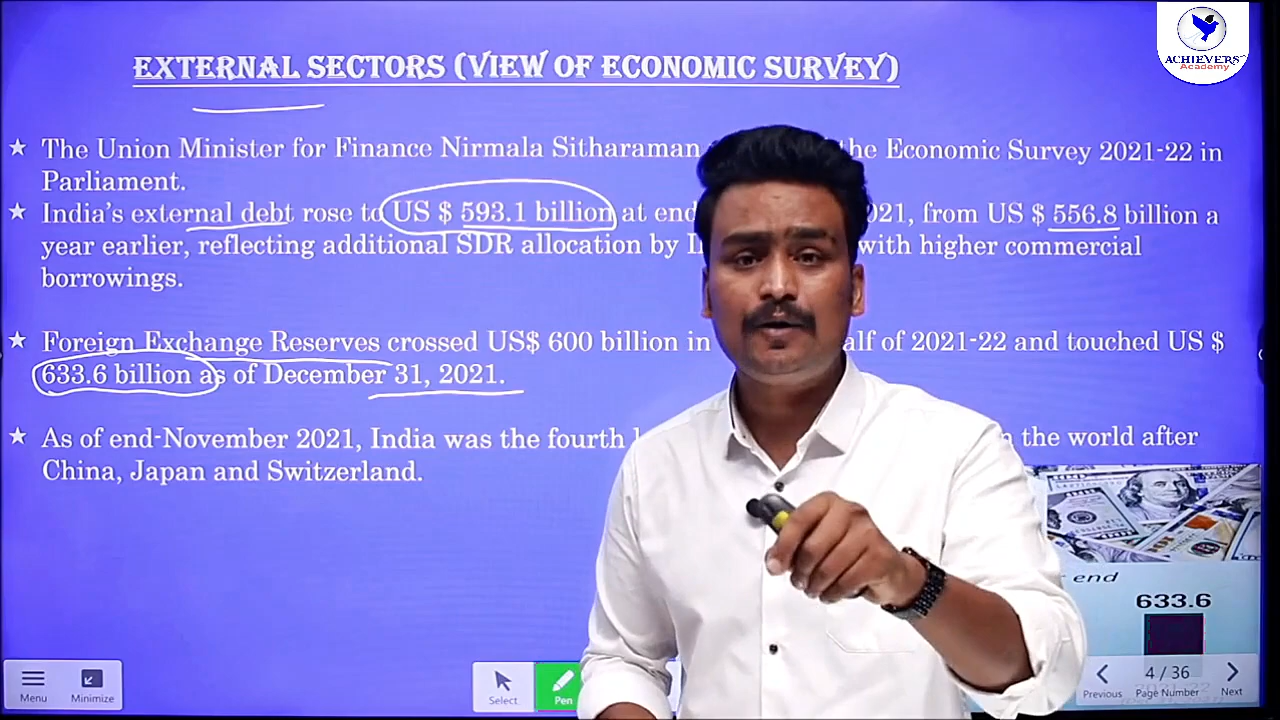 ACHIEVERS
Academy
EXTERNAL SECTORS (VIEW OF ECONOMIC SURVEY)
★ The Union Minister for Finance Nirmala Sitharaman the Economic Survey 2021-22 in
Parliament.
★ India's external debt rose to US $ 593.1 billion at end 2021, from US $ 556.8 billion a
year earlier, reflecting additional SDR allocation by with higher commercial
borrowings.
★ Foreign Exchange Reserves crossed US$ 600 billion in half of 2021-22 and touched US $
633.6 billion as of December 31, 2021.
★ As of end-November 2021, India was the fourth in the world after
China, Japan and Switzerland.
end
633.6
Menu Minimize Select Pen Previous 4 / 36 Page Number Next